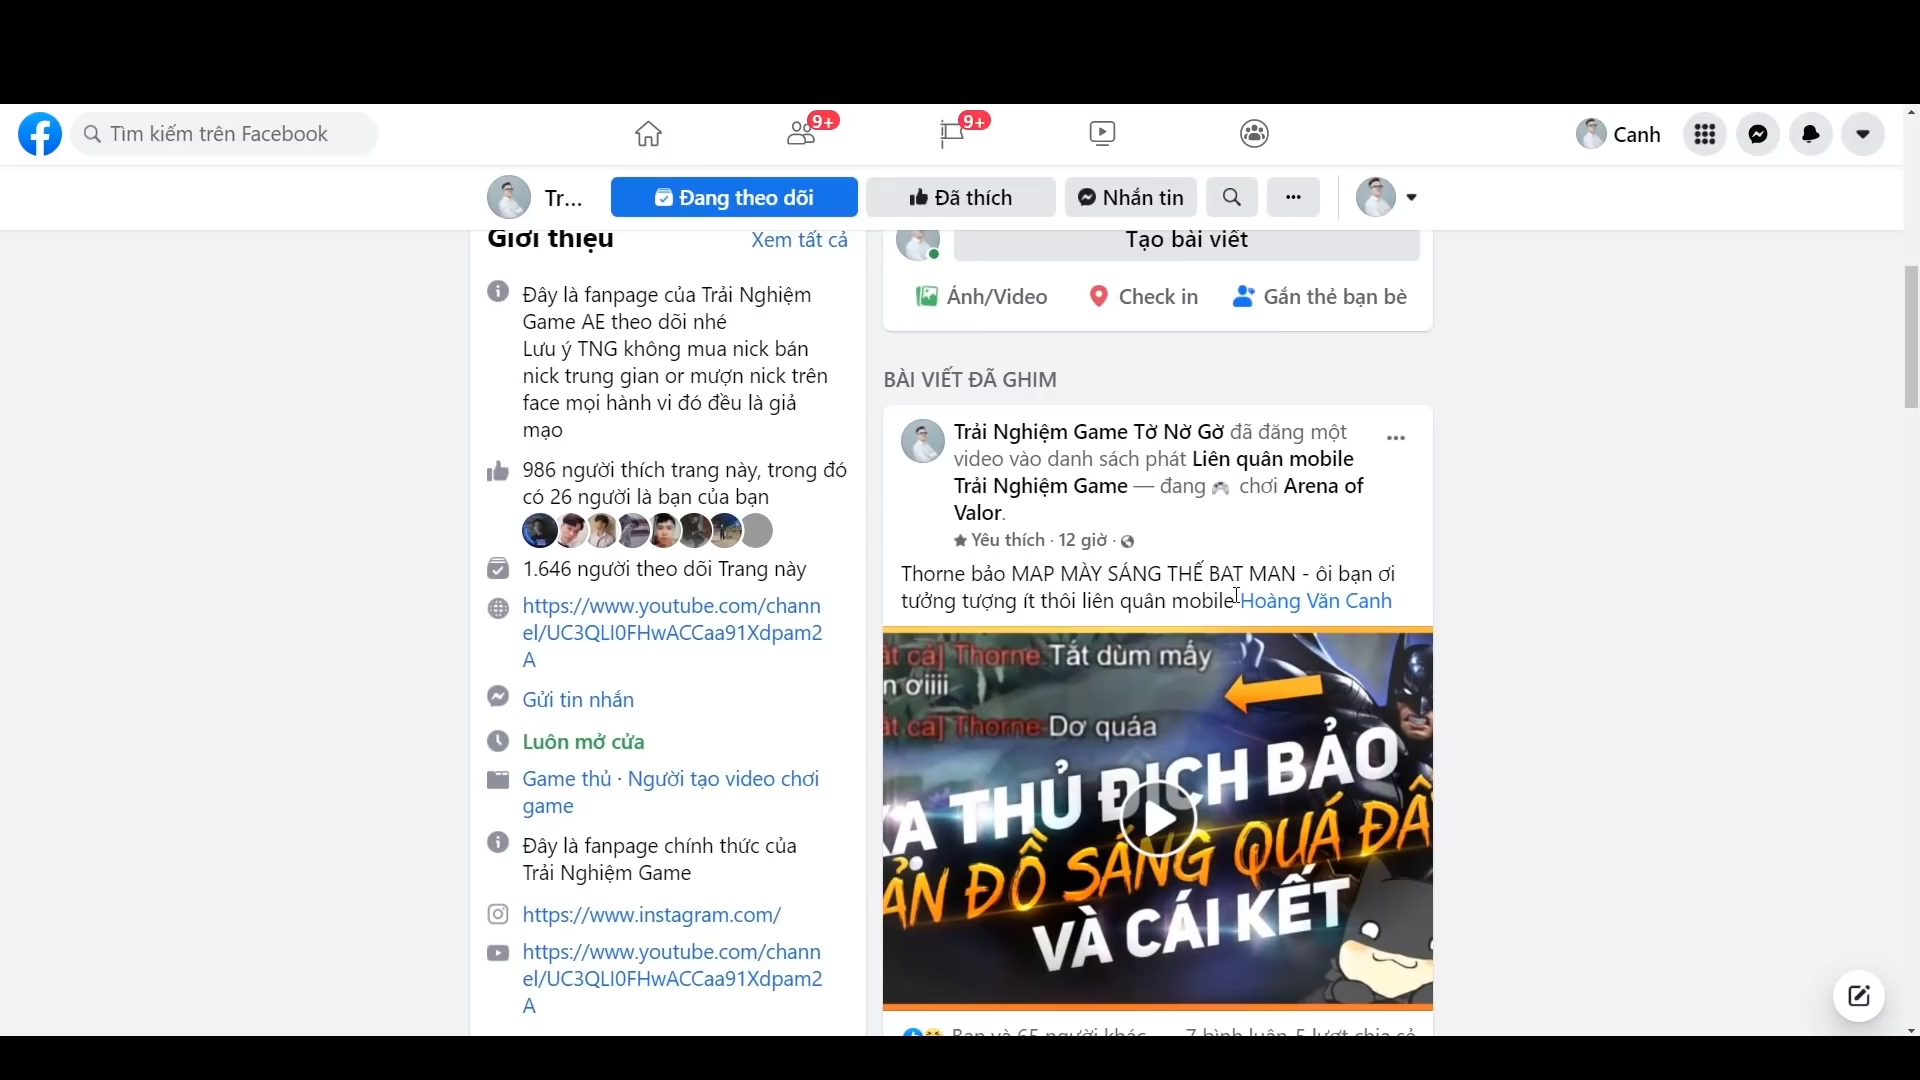 Tìm kiếm trên Facebook
9+
9+
Canh
Tr...
Đang theo dõi
Đã thích
Nhắn tin
Giới thiệu
Xem tất cả
Đây là fanpage của Trải Nghiệm
Game AE theo dõi nhé
Lưu ý TNG không mua nick bán
nick trung gian or mượn nick trên
face mọi hành vi đó đều là giả
mạo
986 người thích trang này, trong đó
có 26 người là bạn của bạn
1.646 người theo dõi Trang này
https://www.youtube.com/chann
el/UC3QLI0FHwACCaa91Xdpam2
A
Gửi tin nhắn
Luôn mở cửa
Game thủ · Người tạo video chơi
game
Đây là fanpage chính thức của
Trải Nghiệm Game
https://www.instagram.com/
https://www.youtube.com/chann
el/UC3QLI0FHwACCaa91Xdpam2
A
Tạo bài viết
Ảnh/Video
Check in
Gắn thẻ bạn bè
BÀI VIẾT ĐÃ GHIM
Trải Nghiệm Game Tờ Nờ Gờ đã đăng một
video vào danh sách phát Liên quân mobile
Trải Nghiệm Game — đang 🎮 chơi Arena of
Valor.
Yêu thích · 12 giờ ·
Thorne bảo MAP MÀY SÁNG THẾ BAT MAN - ôi bạn ơi
tưởng tượng ít thôi liên quân mobile Hoàng Văn Canh
ất cả] Thorne Tắt dùm mấy
n ơiiii
ất cả] Thorne Dơ quáa
XẠ THỦ ĐỊCH BẢO
BẢN ĐỒ SÁNG QUÁ ĐÂ
VÀ CÁI KẾT
Bạn và 65 người khác
7 bình luận 5 lượt chia sẻ